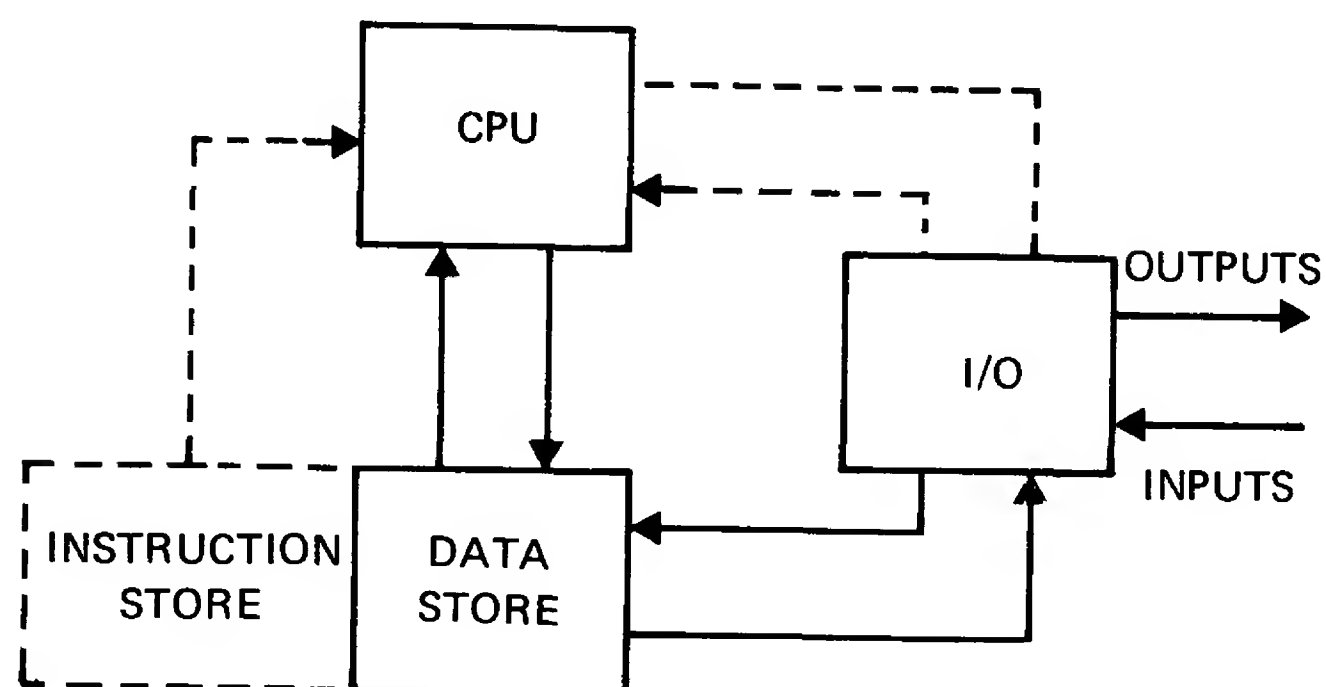 CPU
OUTPUTS
I/O
INPUTS
INSTRUCTION
STORE
DATA
STORE